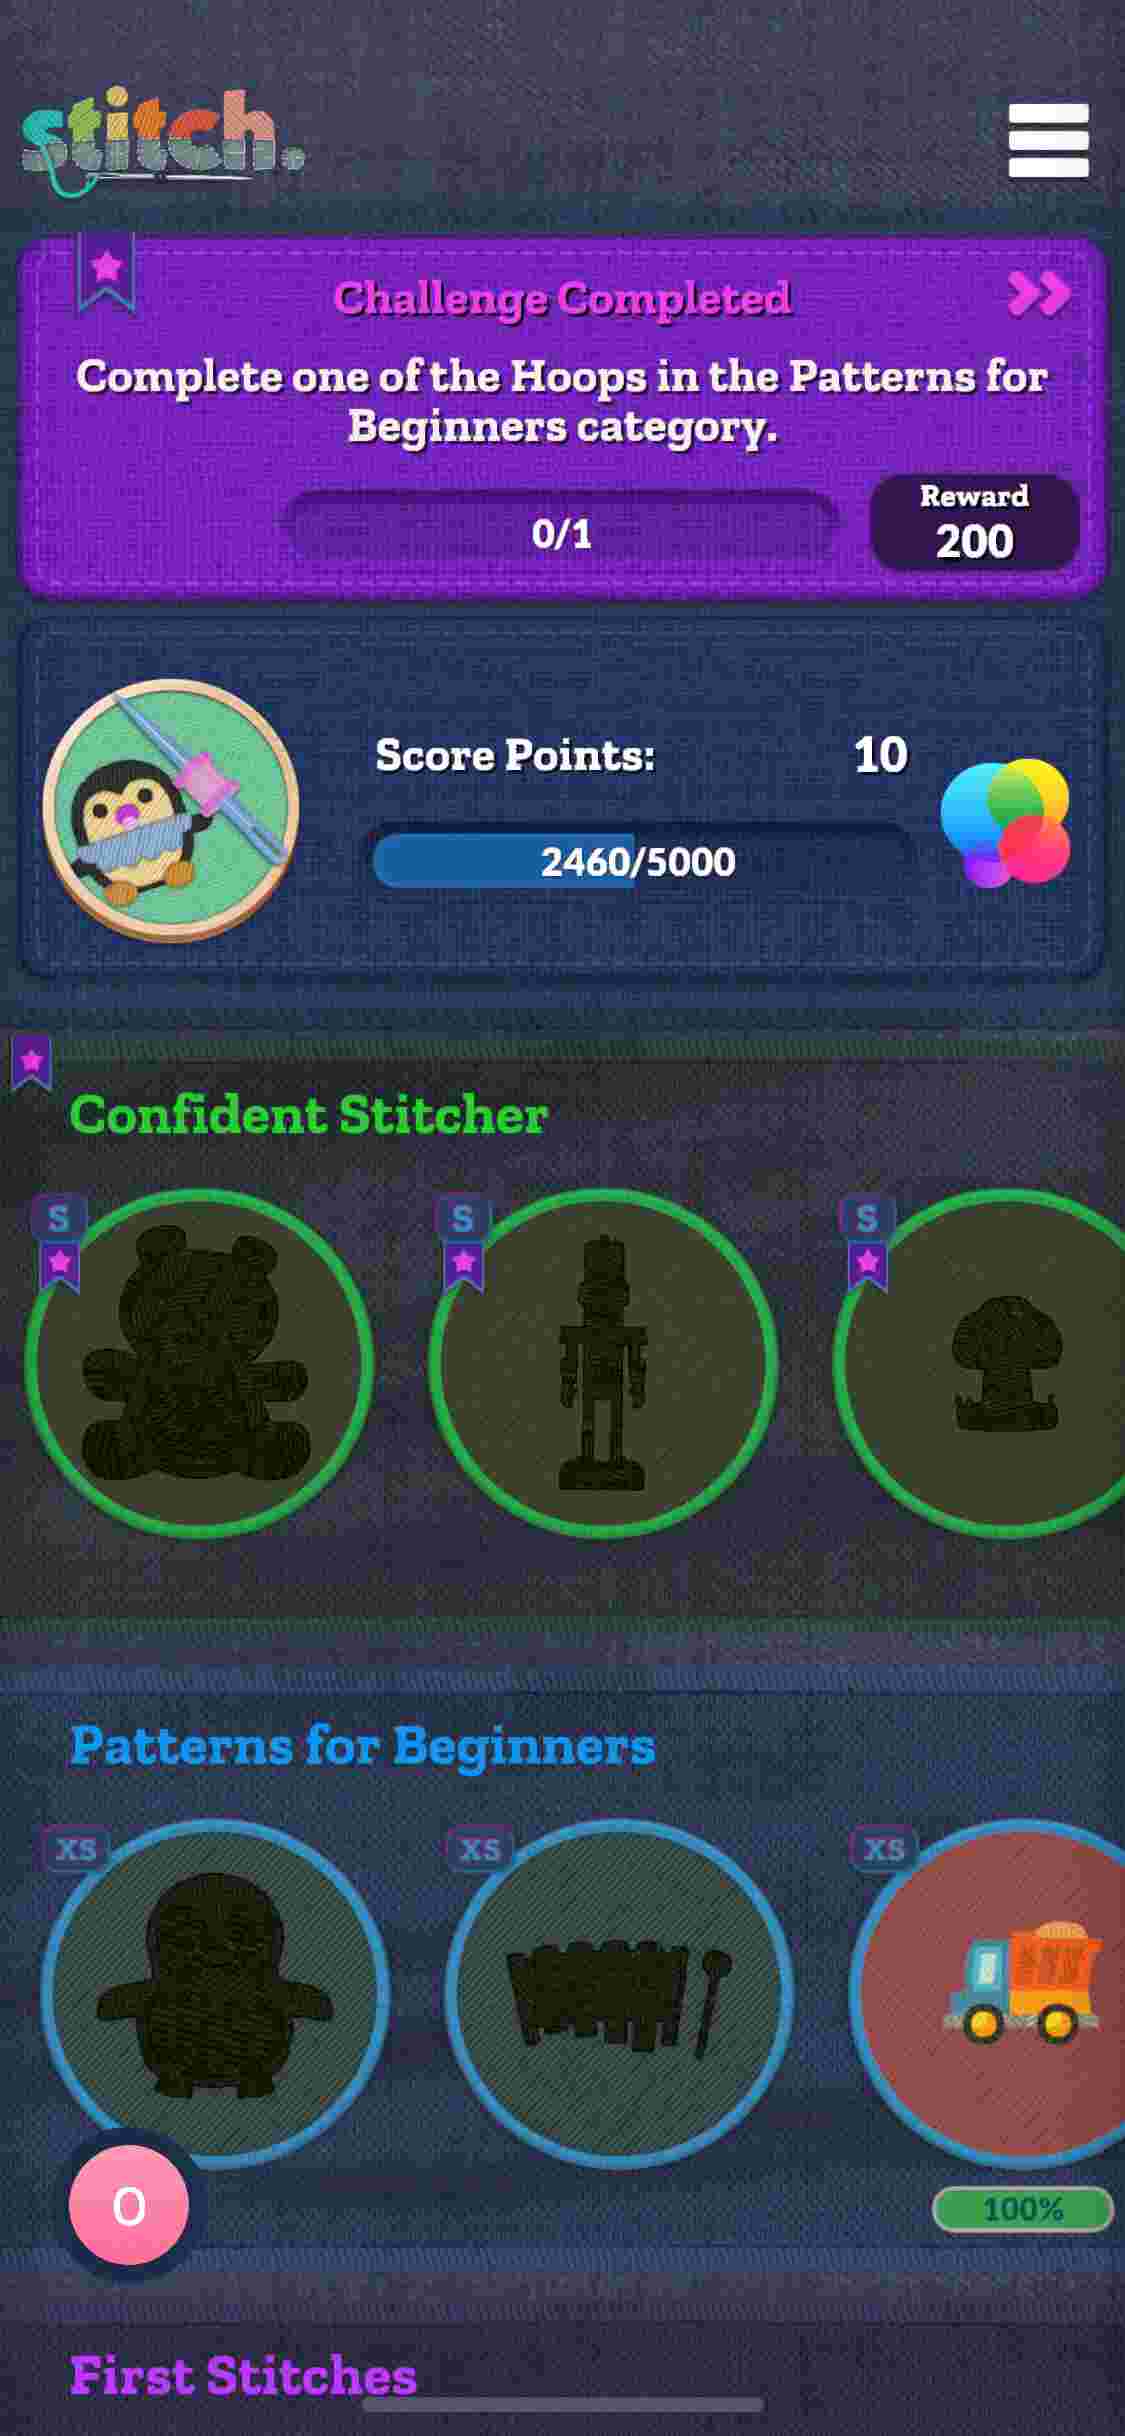 stitch.
Challenge Completed
Complete one of the Hoops in the Patterns for
Beginners category.
0/1
Reward
200
Score Points:
10
2460/5000
Confident Stitcher
S
S
S
Patterns for Beginners
XS
XS
XS
0
100%
First Stitches